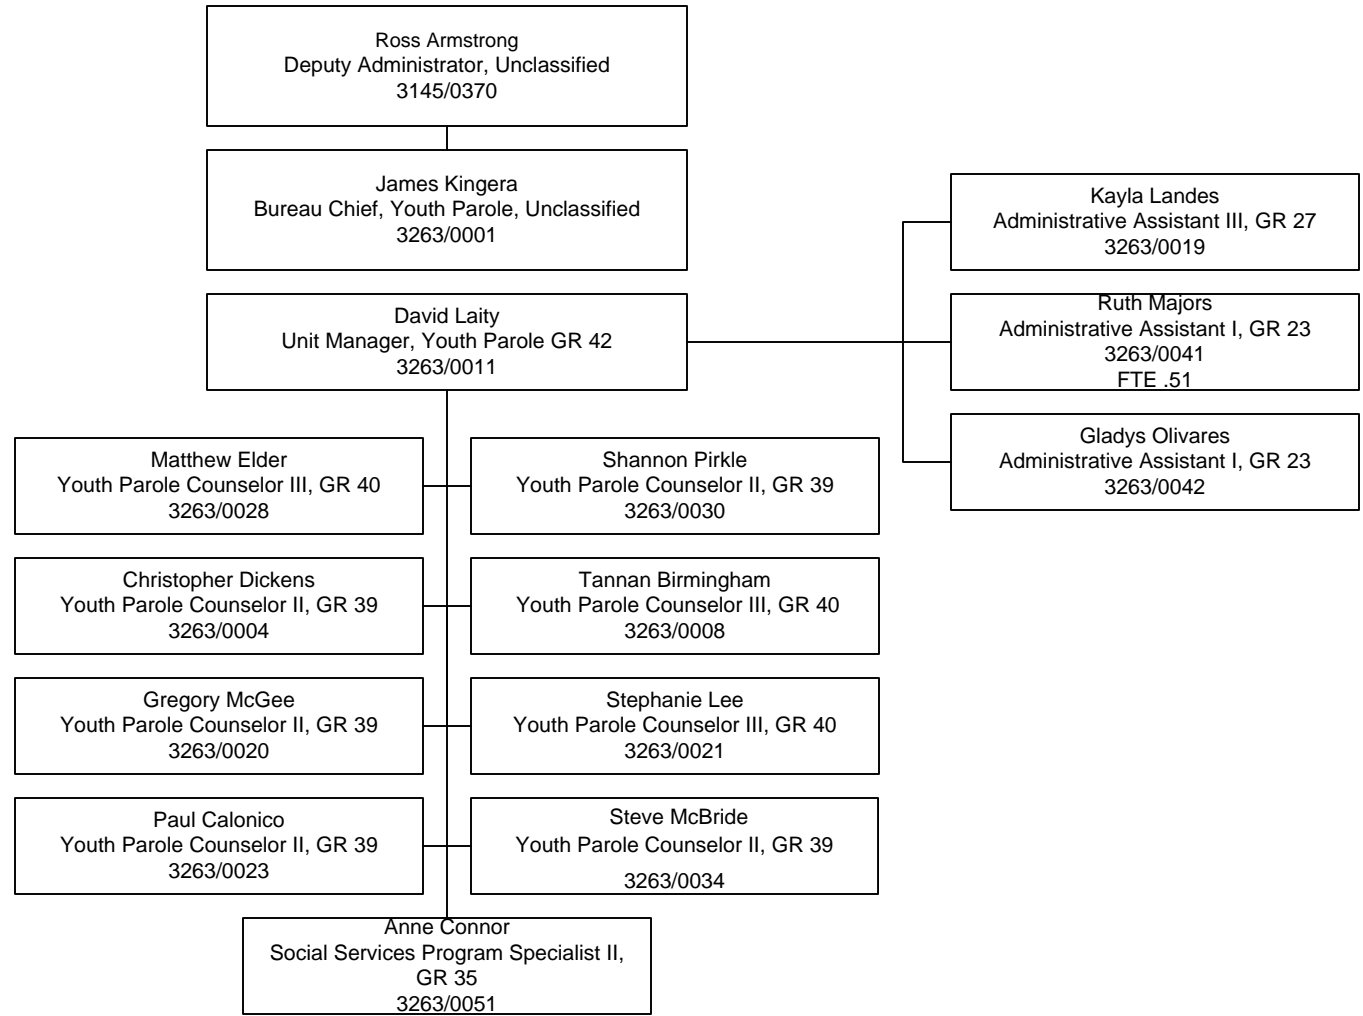 Ross Armstrong
Deputy Administrator, Unclassified
3145/0370
James Kingera
Bureau Chief, Youth Parole, Unclassified
3263/0001
David Laity
Unit Manager, Youth Parole GR 42
3263/0011
Kayla Landes
Administrative Assistant III, GR 27
3263/0019
Ruth Majors
Administrative Assistant I, GR 23
3263/0041
FTE .51
Gladys Olivares
Administrative Assistant I, GR 23
3263/0042
Matthew Elder
Youth Parole Counselor III, GR 40
3263/0028
Shannon Pirkle
Youth Parole Counselor II, GR 39
3263/0030
Christopher Dickens
Youth Parole Counselor II, GR 39
3263/0004
Tannan Birmingham
Youth Parole Counselor III, GR 40
3263/0008
Gregory McGee
Youth Parole Counselor II, GR 39
3263/0020
Stephanie Lee
Youth Parole Counselor III, GR 40
3263/0021
Paul Calonico
Youth Parole Counselor II, GR 39
3263/0023
Steve McBride
Youth Parole Counselor II, GR 39
3263/0034
Anne Connor
Social Services Program Specialist II,
GR 35
3263/0051